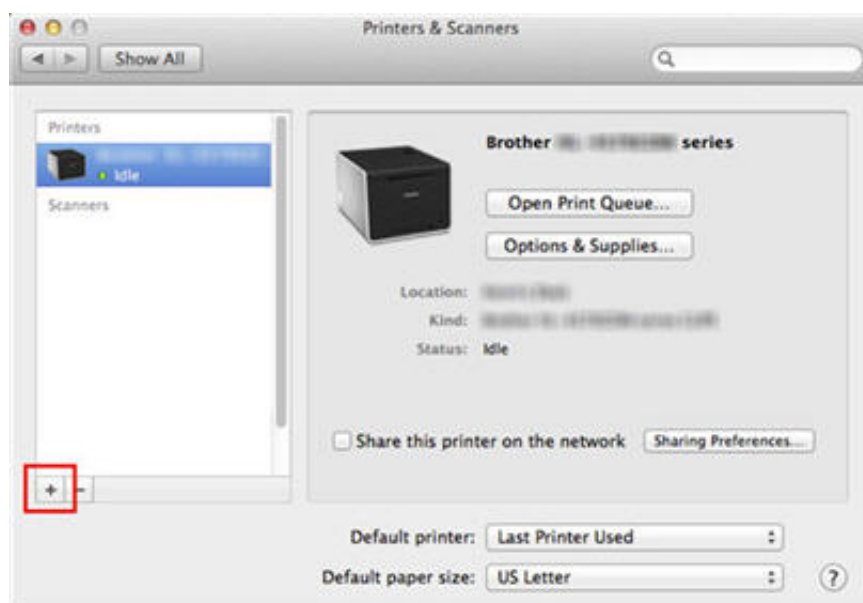 Printers & Scanners
Show All
Printers
Idle
Scanners
Brother series
Open Print Queue...
Options & Supplies...
Location:
Kind:
Status: Idle
Share this printer on the network Sharing Preferences...
+ -
Default printer: Last Printer Used
Default paper size: US Letter ?